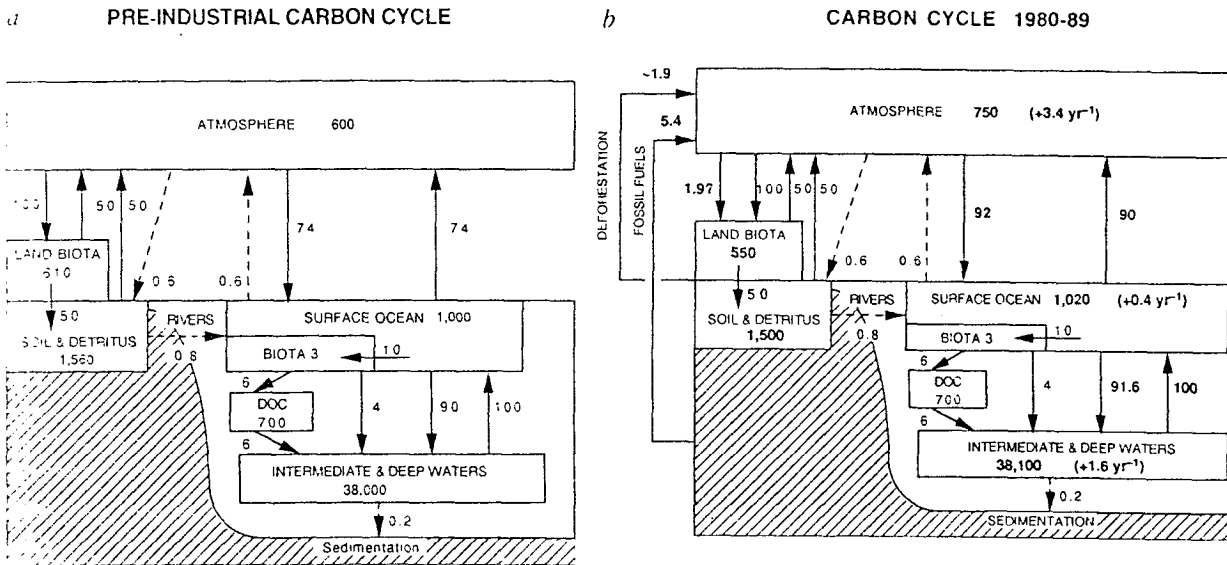 a PRE-INDUSTRIAL CARBON CYCLE
ATMOSPHERE 600
100
50
50
74
74
LAND BIOTA
610
0.6
0.6
50
RIVERS
SURFACE OCEAN 1,000
SOIL & DETRITUS
1,560
0.8
BIOTA 3
10
6
DOC
700
4
90
100
6
INTERMEDIATE & DEEP WATERS
38,000
0.2
Sedimentation
b CARBON CYCLE 1980-89
~1.9
5.4
ATMOSPHERE 750 (+3.4 yr⁻¹)
DEFORESTATION
FOSSIL FUELS
1.97
100
50
50
92
90
LAND BIOTA
550
0.6
0.6
50
RIVERS
SURFACE OCEAN 1,020 (+0.4 yr⁻¹)
SOIL & DETRITUS
1,500
0.8
BIOTA 3
10
6
DOC
700
4
91.6
100
6
INTERMEDIATE & DEEP WATERS
38,100 (+1.6 yr⁻¹)
0.2
SEDIMENTATION